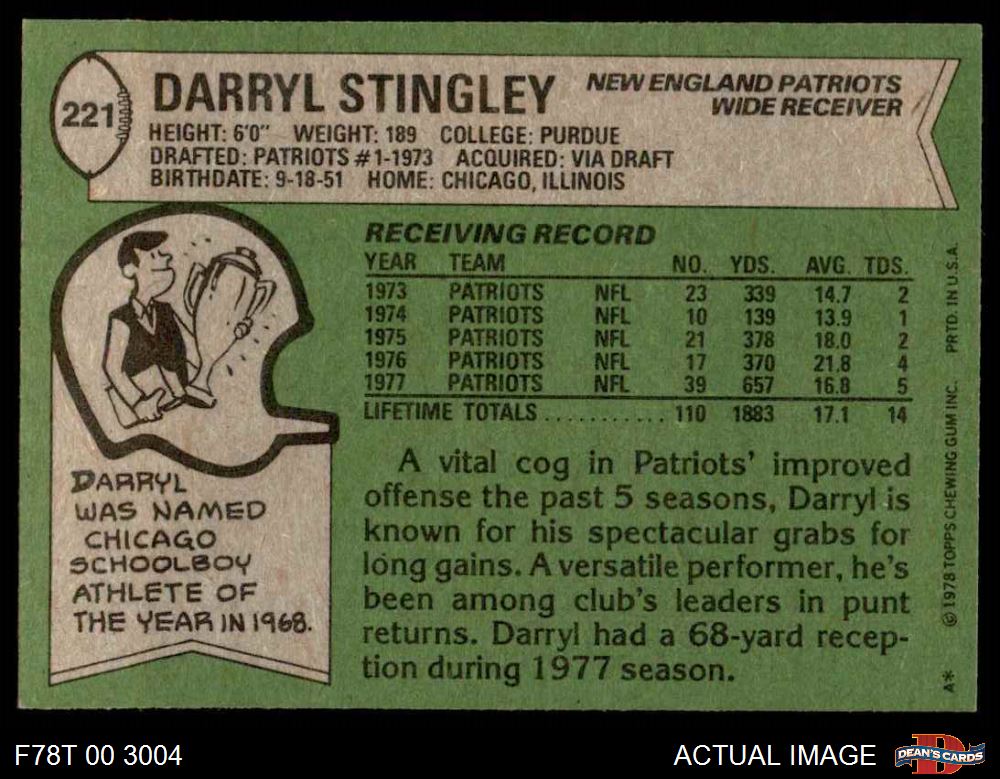 221
DARRYL STINGLEY
NEW ENGLAND PATRIOTS
WIDE RECEIVER
HEIGHT: 6'0" WEIGHT: 189 COLLEGE: PURDUE
DRAFTED: PATRIOTS #1-1973 ACQUIRED: VIA DRAFT
BIRTHDATE: 9-18-51 HOME: CHICAGO, ILLINOIS
RECEIVING RECORD
YEAR TEAM NO. YDS. AVG. TDS.
1973 PATRIOTS NFL 23 339 14.7 2
1974 PATRIOTS NFL 10 139 13.9 1
1975 PATRIOTS NFL 21 378 18.0 2
1976 PATRIOTS NFL 17 370 21.8 4
1977 PATRIOTS NFL 39 657 16.8 5
LIFETIME TOTALS........... 110 1883 17.1 14
A vital cog in Patriots' improved
offense the past 5 seasons, Darryl is
known for his spectacular grabs for
long gains. A versatile performer, he's
been among club's leaders in punt
returns. Darryl had a 68-yard recep-
tion during 1977 season.
DARRYL
WAS NAMED
CHICAGO
SCHOOLBOY
ATHLETE OF
THE YEAR IN 1968.
A* © 1978 TOPPS CHEWING GUM INC. PRTD. IN U.S.A.
F78T 00 3004
ACTUAL IMAGE
D
DEAN'S CARDS